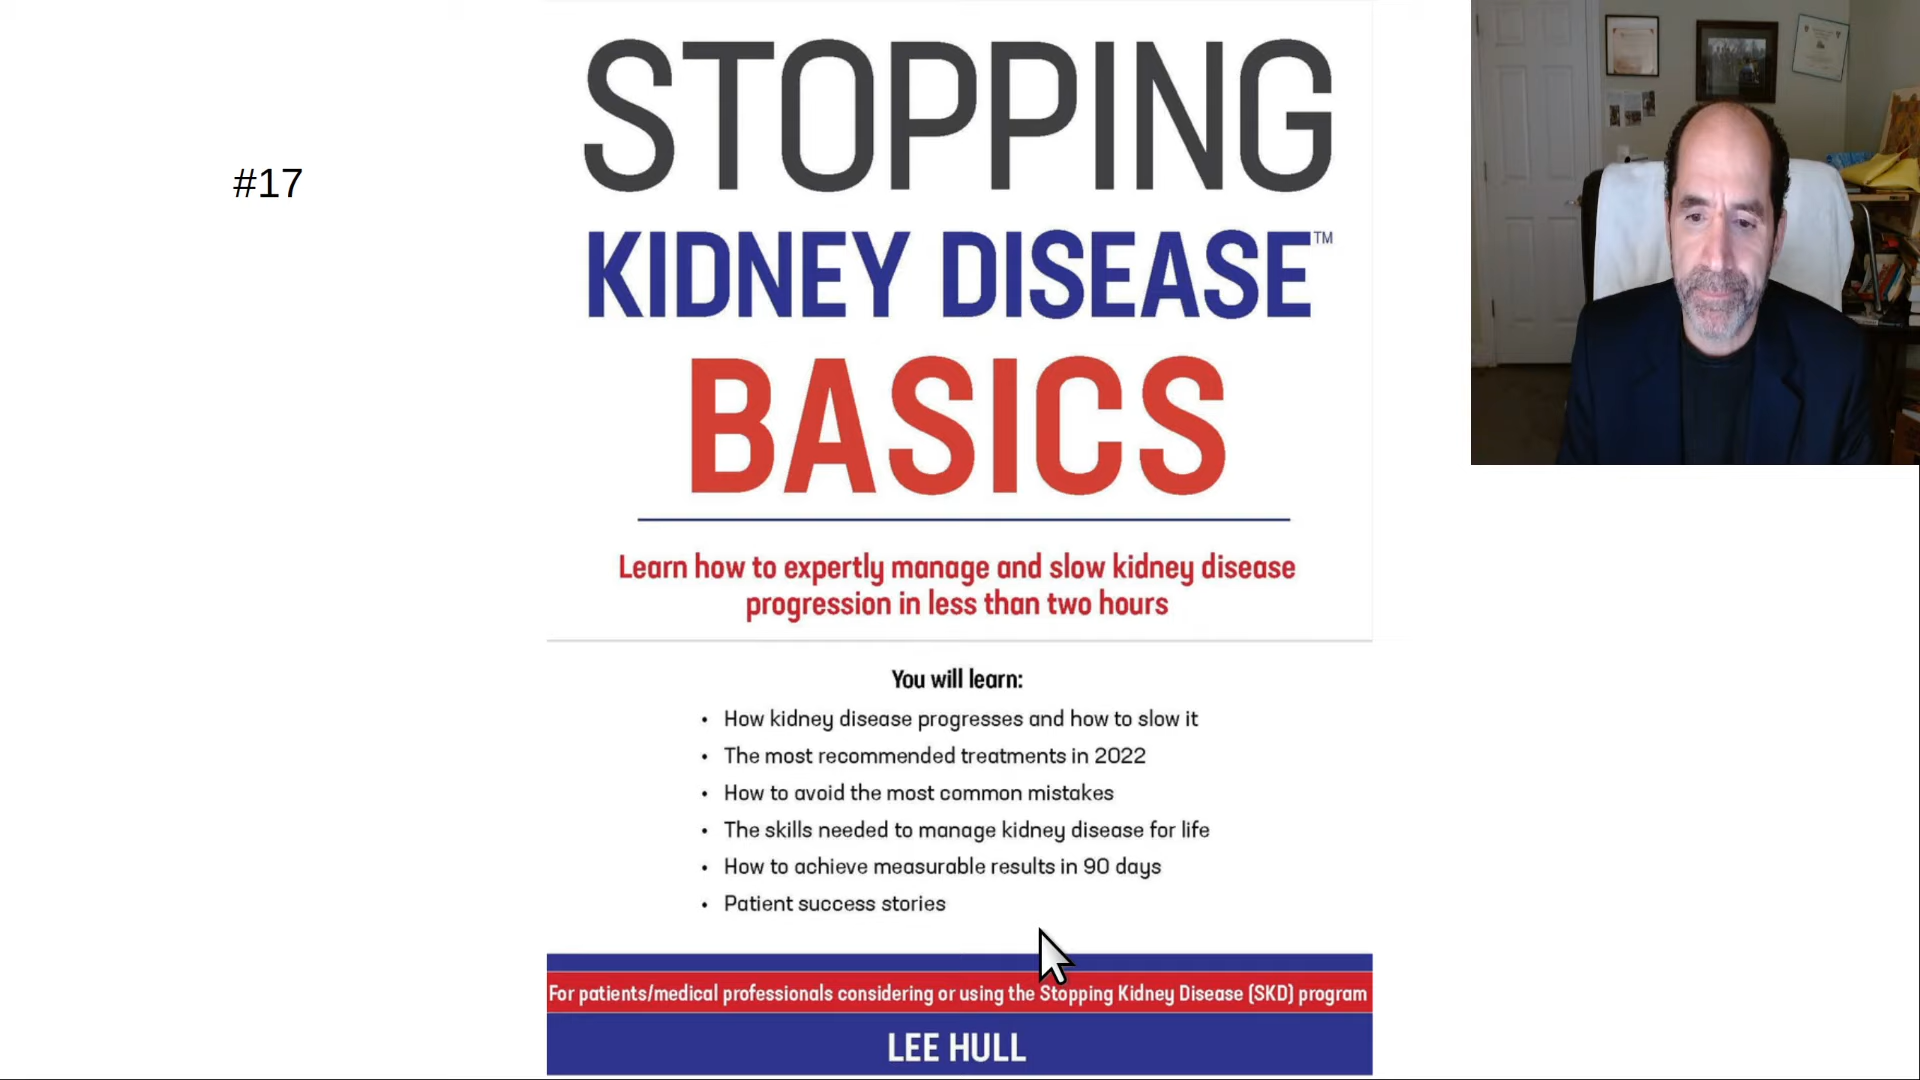 #17
STOPPING
KIDNEY DISEASE™
BASICS
Learn how to expertly manage and slow kidney disease
progression in less than two hours
You will learn:
• How kidney disease progresses and how to slow it
• The most recommended treatments in 2022
• How to avoid the most common mistakes
• The skills needed to manage kidney disease for life
• How to achieve measurable results in 90 days
• Patient success stories
For patients/medical professionals considering or using the Stopping Kidney Disease (SKD) program
LEE HULL